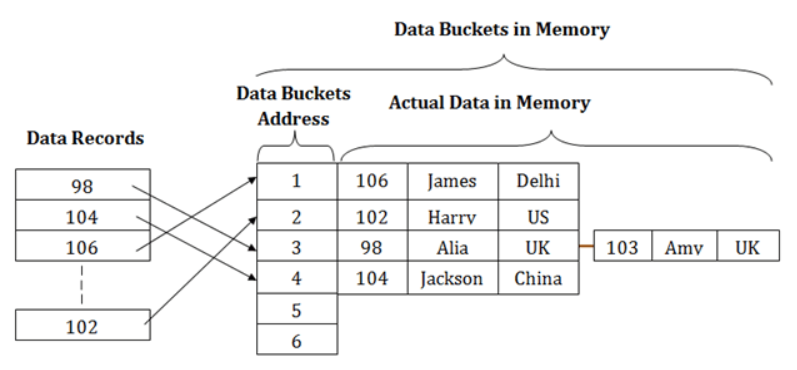 Data Buckets in Memory
Data Buckets
Address
Actual Data in Memory
Data Records
98
104
106
102
1 106 James Delhi
2 102 Harry US
3 98 Alia UK 103 Amy UK
4 104 Jackson China
5
6